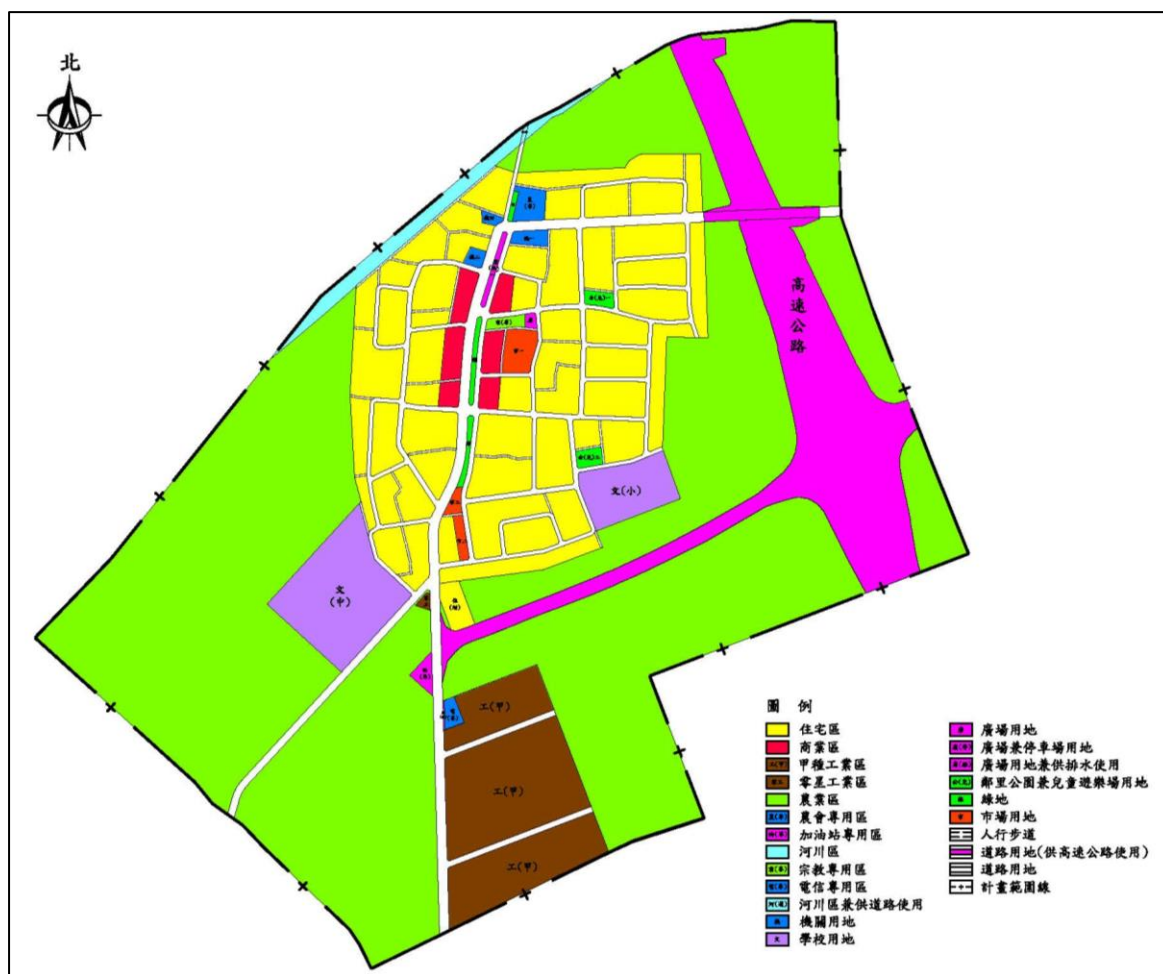 北
高速公路
文(小)
文
(中)
工(甲)
工(甲)
工(甲)
圖 例
住宅區
商業區
甲種工業區
零星工業區
農業區
農會專用區
加油站專用區
河川區
宗教專用區
電信專用區
河川區兼供道路使用
機關用地
學校用地
廣場用地
廣場兼停車場用地
廣場用地兼供排水使用
鄰里公園兼兒童遊樂場用地
綠地
市場用地
人行步道
道路用地(供高速公路使用)
道路用地
計畫範圍線